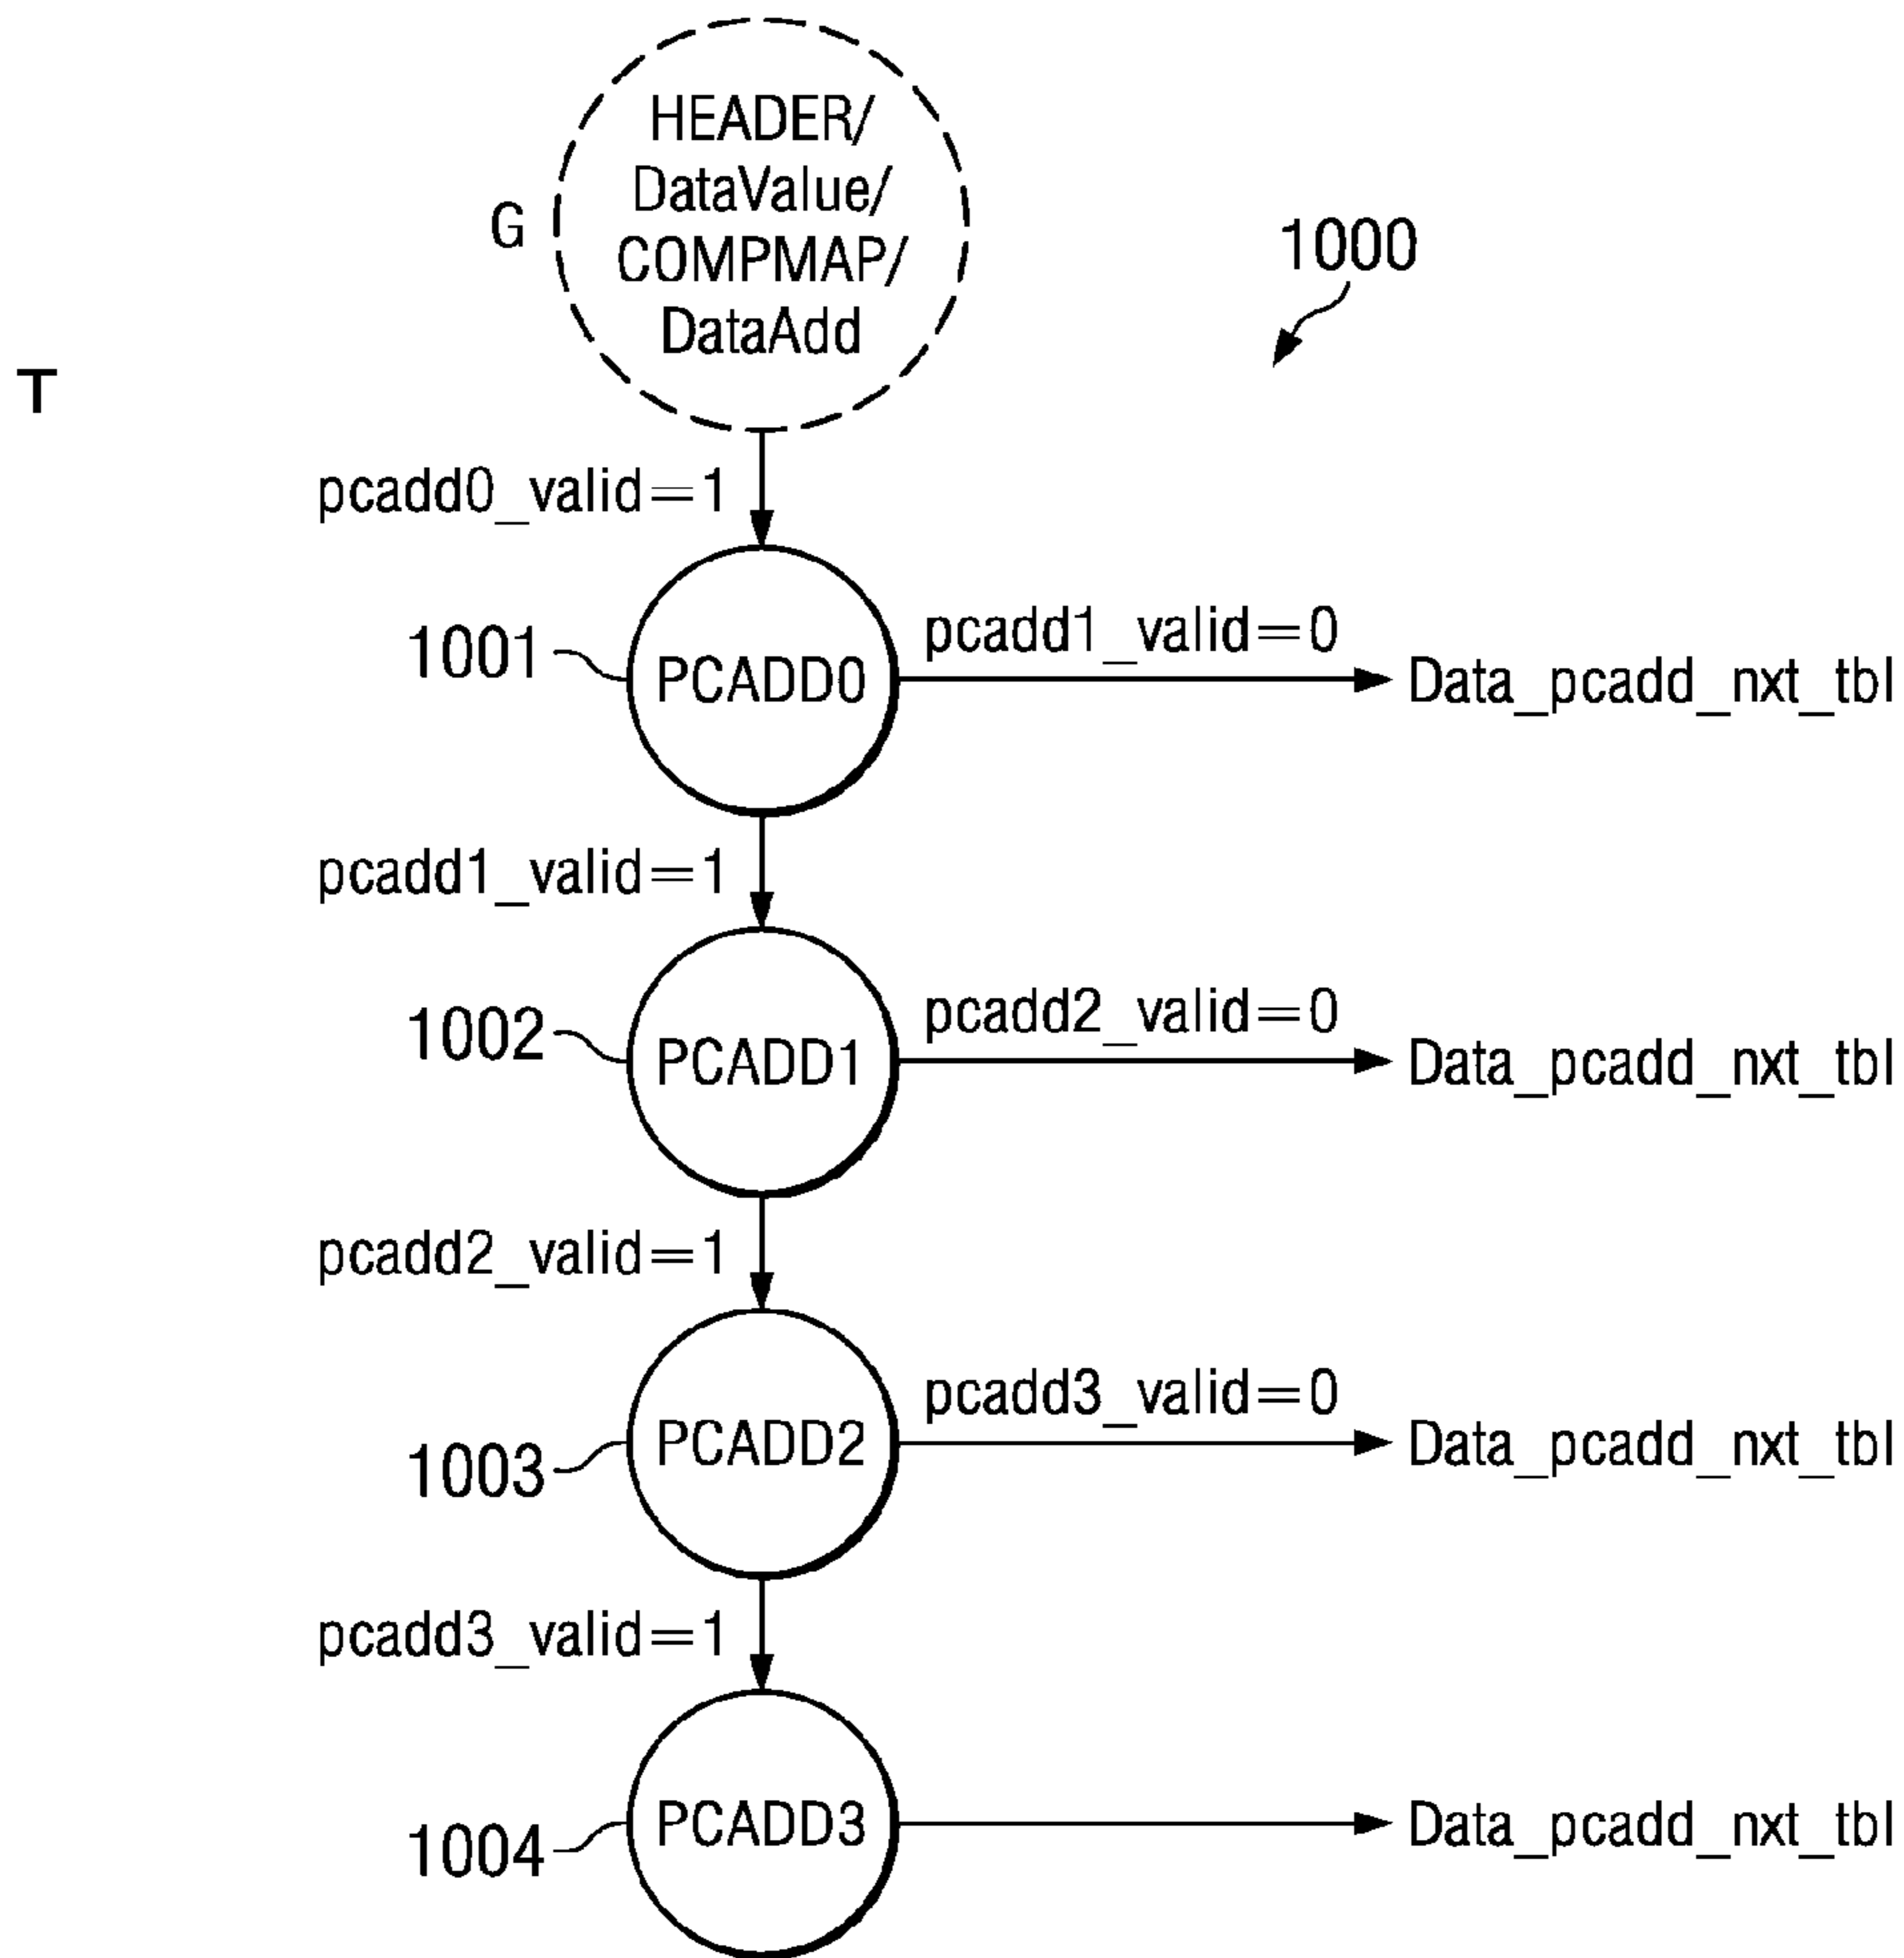 HEADER/
DataValue/
G
COMPMAP/
1000
DataAdd
T
pcadd0_valid=1
pcadd1_valid=0
1001
PCADD0
Data_pcadd_nxt_tbl
pcadd1_valid=1
pcadd2_valid=0
1002
PCADD1
Data_pcadd_nxt_tbl
pcadd2_valid=1
pcadd3_valid=0
1003
PCADD2
Data_pcadd_nxt_tbl
pcadd3_valid=1
1004
PCADD3
Data_pcadd_nxt_tbl